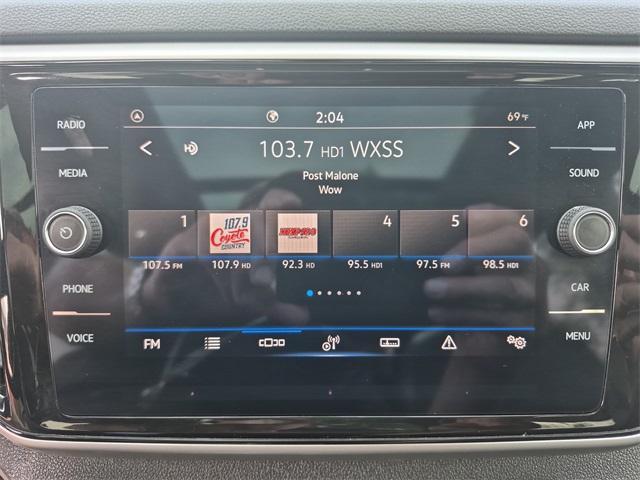 RADIO
MEDIA
PHONE
VOICE
2:04
69°F
103.7 HD1 WXSS
Post Malone
Wow
1 4 5 6
107.9
Coyote
COUNTRY
107.5 FM 107.9 HD 92.3 HD 95.5 HD1 97.5 FM 98.5 HD1
FM
APP
SOUND
CAR
MENU